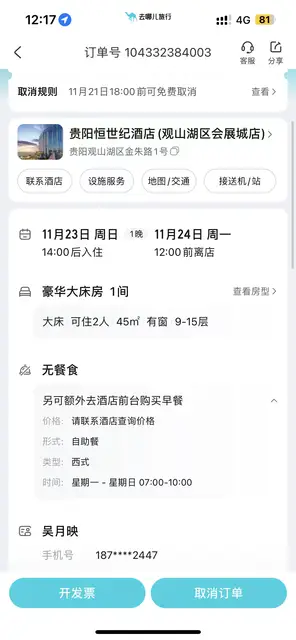 12:17 去哪儿旅行 4G 81
订单号 104332384003 客服 分享
取消规则 11月21日18:00前可免费取消 查看
贵阳恒世纪酒店 (观山湖区会展城店)
贵阳观山湖区金朱路1号
联系酒店 设施服务 地图/交通 接送机/站
11月23日 周日 1晚 11月24日 周一
14:00后入住 12:00前离店
豪华大床房 1间 查看房型
大床 可住2人 45㎡ 有窗 9-15层
无餐食
另可额外去酒店前台购买早餐
价格: 请联系酒店查询价格
形式: 自助餐
类型: 西式
时间: 星期一 - 星期日 07:00-10:00
吴月映
手机号 187****2447
开发票 取消订单